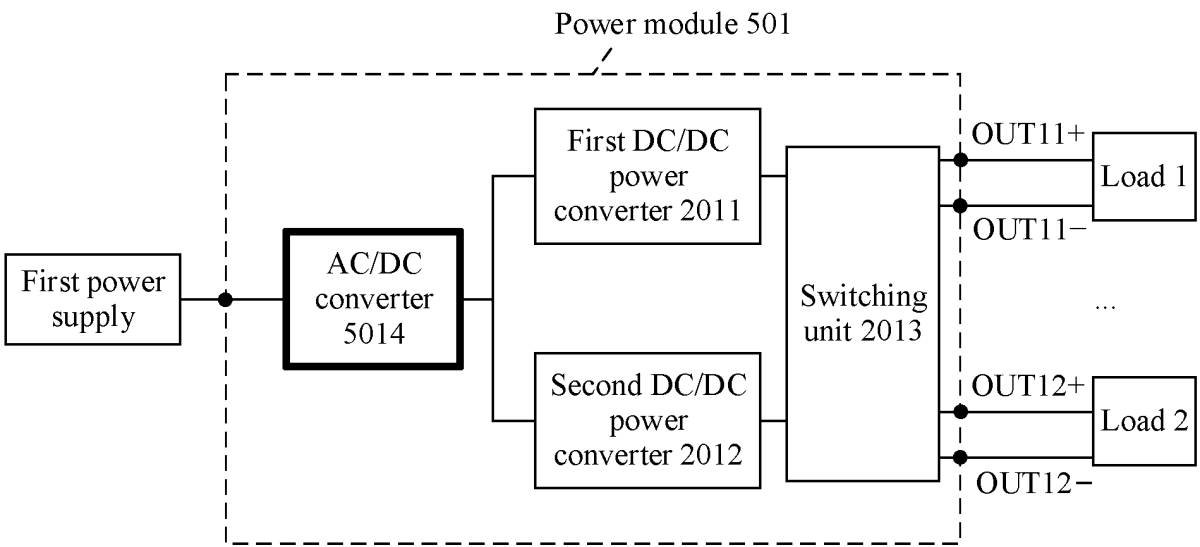 Power module 501
First power
supply
AC/DC
converter
5014
First DC/DC
power
converter 2011
Second DC/DC
power
converter 2012
Switching
unit 2013
OUT11+
OUT11−
Load 1
...
OUT12+
OUT12−
Load 2